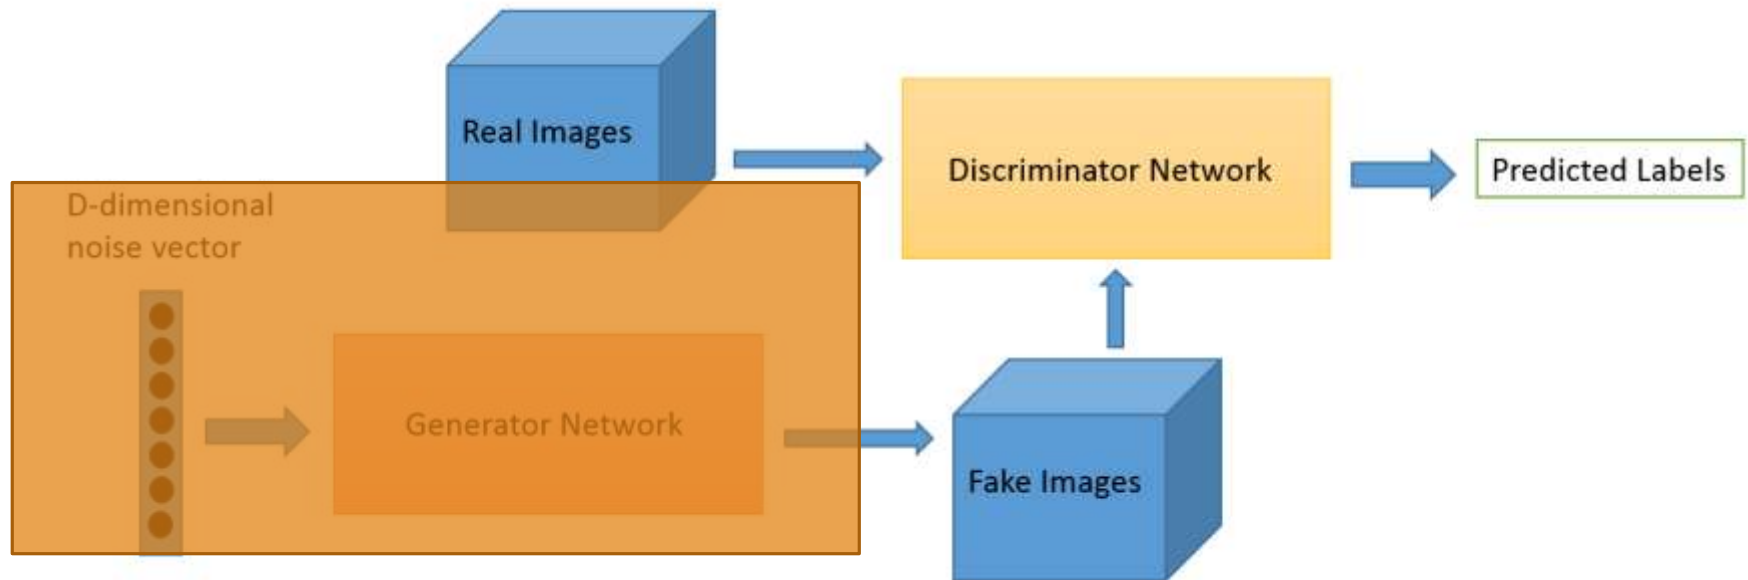 Real Images
Discriminator Network
Predicted Labels
D-dimensional
noise vector
Generator Network
Fake Images